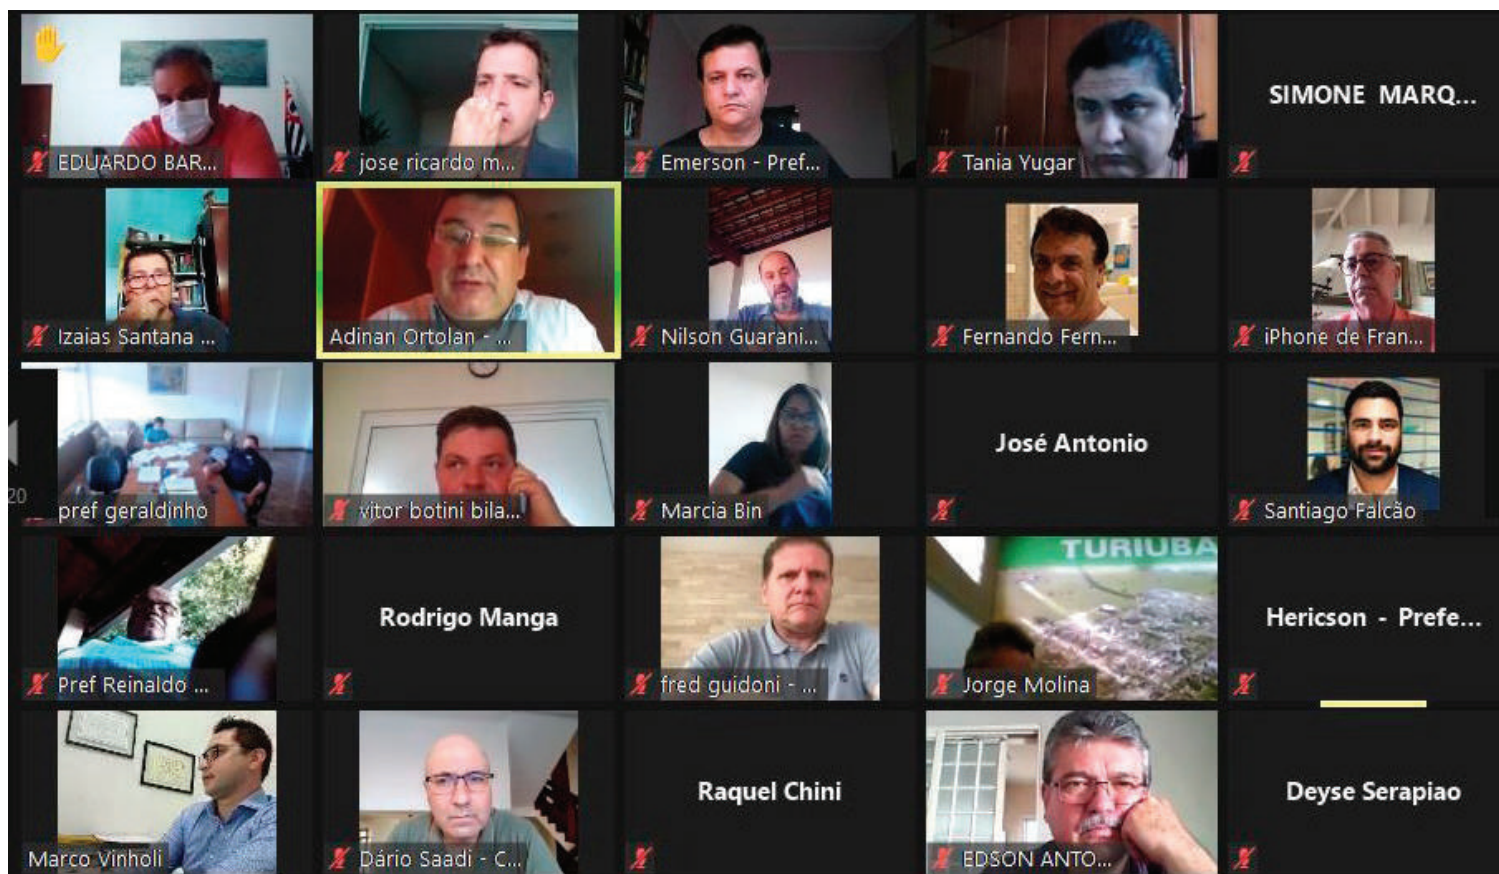 EDUARDO BAR...
jose ricardo m...
Emerson - Pref...
Tania Yugar
SIMONE MARQ...
Izaias Santana ...
Adinan Ortolan - ...
Nilson Guarani...
Fernando Fern...
iPhone de Fran...
pref geraldinho
vitor botini bila...
Marcia Bin
José Antonio
Santiago Falcão
20
Pref Reinaldo ...
Rodrigo Manga
fred guidoni - ...
TURIUBA
Jorge Molina
Hericson - Prefe...
Marco Vinholi
Dário Saadi - C...
Raquel Chini
EDSON ANTO...
Deyse Serapiao